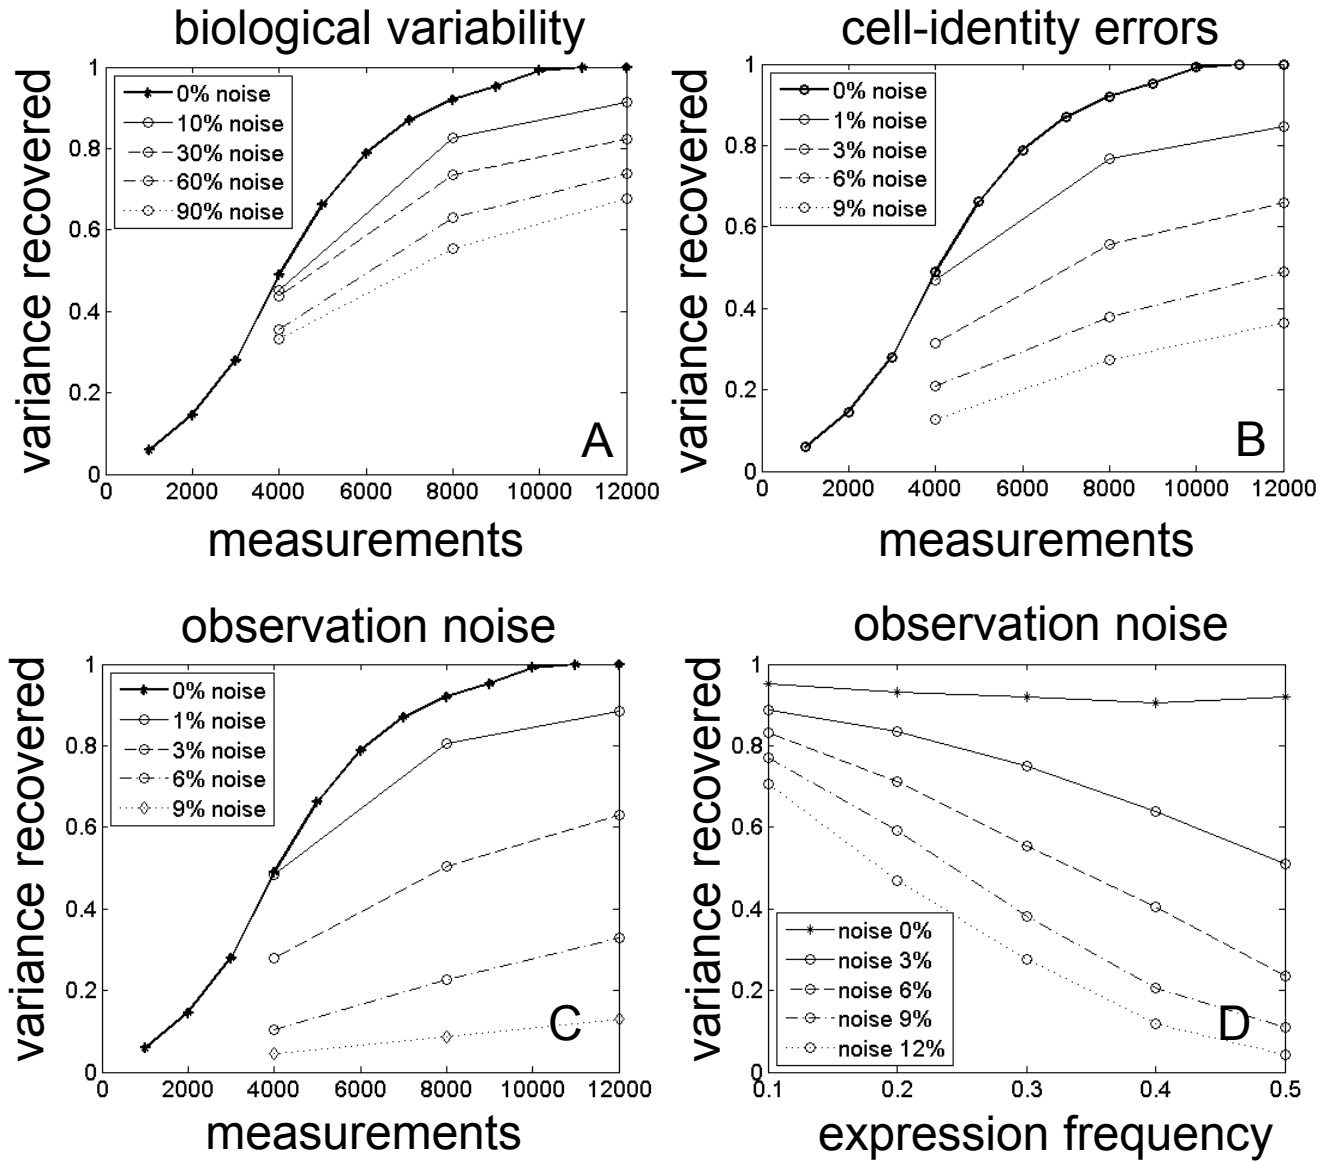 biological variability
variance recovered
1
0.8
0.6
0.4
0.2
0
0% noise
10% noise
30% noise
60% noise
90% noise
A
0 2000 4000 6000 8000 10000 12000
measurements
cell-identity errors
variance recovered
1
0.8
0.6
0.4
0.2
0
0% noise
1% noise
3% noise
6% noise
9% noise
B
0 2000 4000 6000 8000 10000 12000
measurements
observation noise
variance recovered
1
0.8
0.6
0.4
0.2
0
0% noise
1% noise
3% noise
6% noise
9% noise
C
0 2000 4000 6000 8000 10000 12000
measurements
observation noise
variance recovered
1
0.8
0.6
0.4
0.2
0
noise 0%
noise 3%
noise 6%
noise 9%
noise 12%
D
0.1 0.2 0.3 0.4 0.5
expression frequency